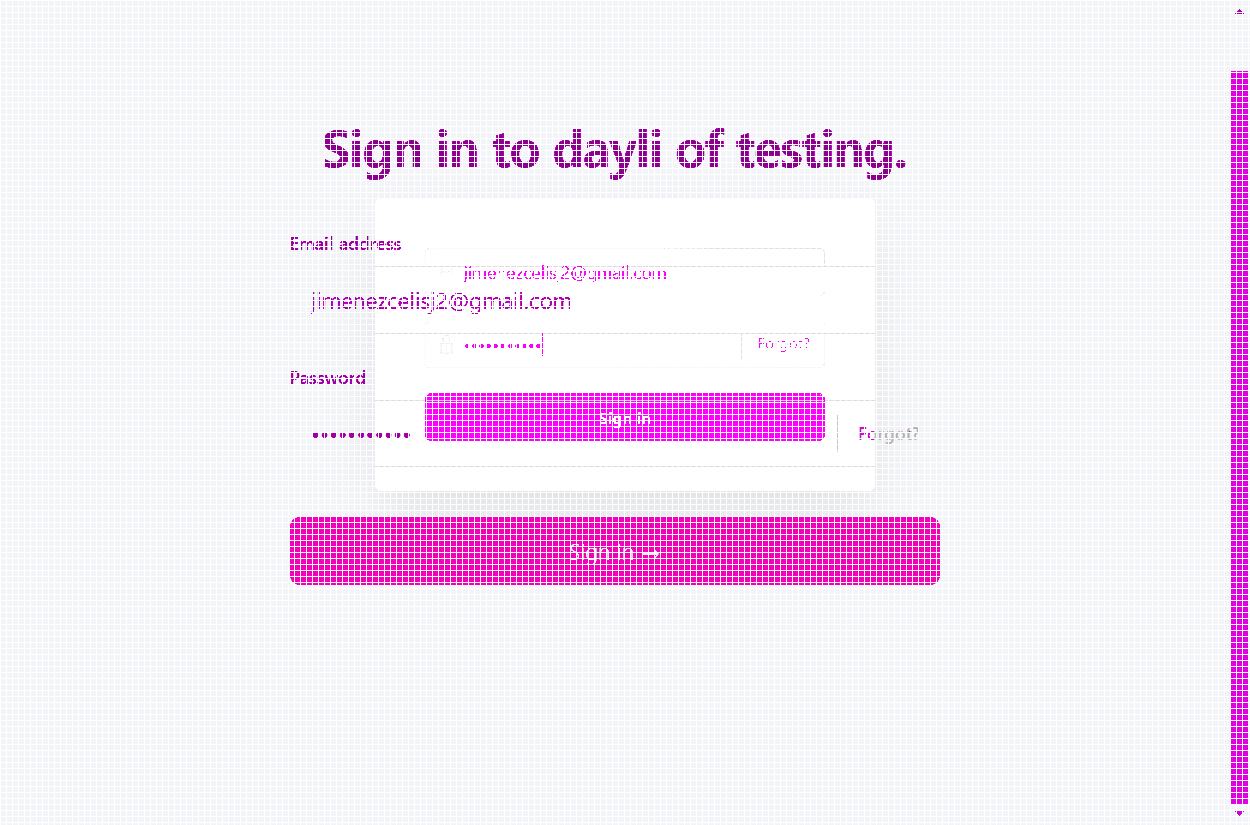 Sign in to dayli of testing.
Email address
jimenezcelisj2@gmail.com
jimenezcelisj2@gmail.com
Forgot?
Password
Sign in
Forgot?
Sign in →